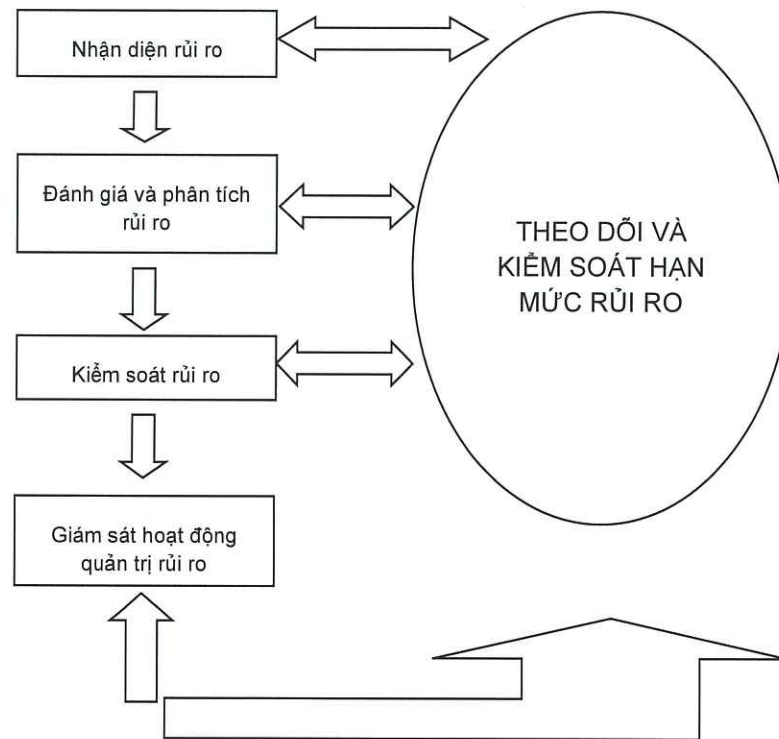 Nhận diện rủi ro
Đánh giá và phân tích
rủi ro
THEO DÕI VÀ
KIỂM SOÁT HẠN
MỨC RỦI RO
Kiểm soát rủi ro
Giám sát hoạt động
quản trị rủi ro